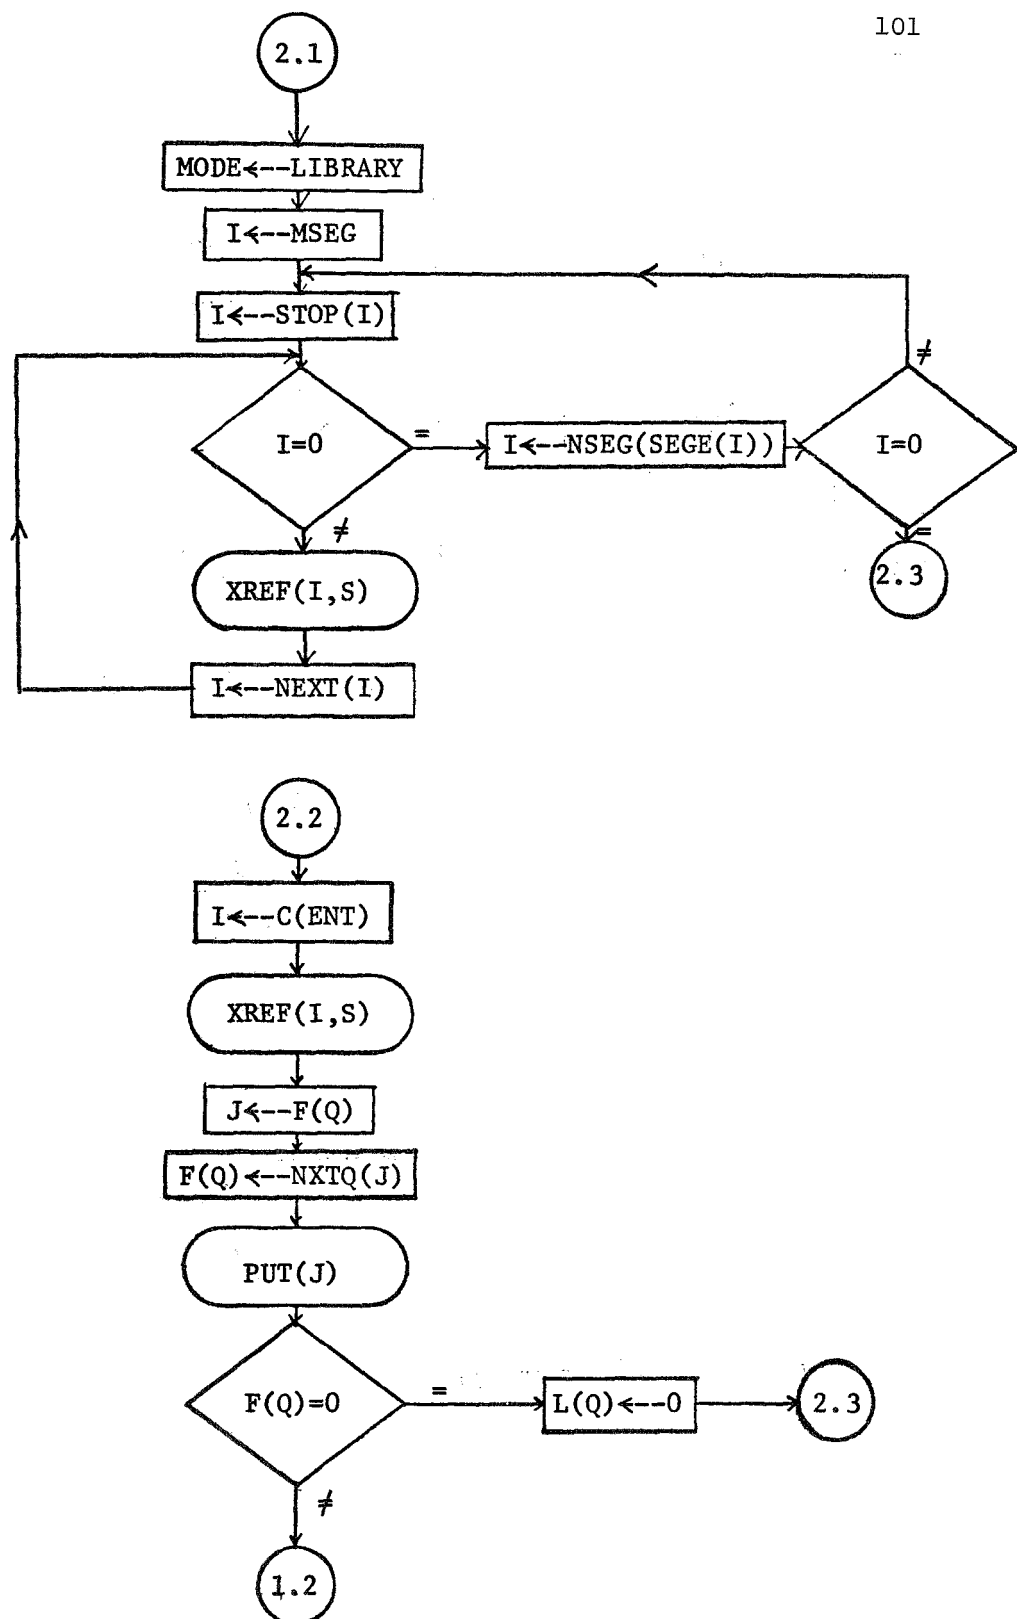 101
2.1
MODE<--LIBRARY
I<--MSEG
I<--STOP(I)
≠
I=0
=
I<--NSEG(SEGE(I))
I=0
≠
=
XREF(I,S)
2.3
I<--NEXT(I)
2.2
I<--C(ENT)
XREF(I,S)
J<--F(Q)
F(Q)<--NXTQ(J)
PUT(J)
F(Q)=0
=
L(Q)<--0
2.3
≠
1.2